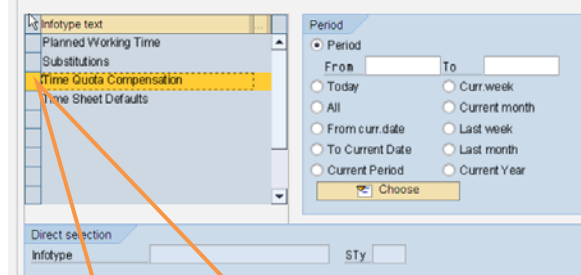 Infotype text ...
Planned Working Time
Substitutions
Time Quota Compensation
Time Sheet Defaults
Period
Period
From To
Today Curr.week
All Current month
From curr.date Last week
To Current Date Last month
Current Period Current Year
Choose
Direct selection
Infotype STy